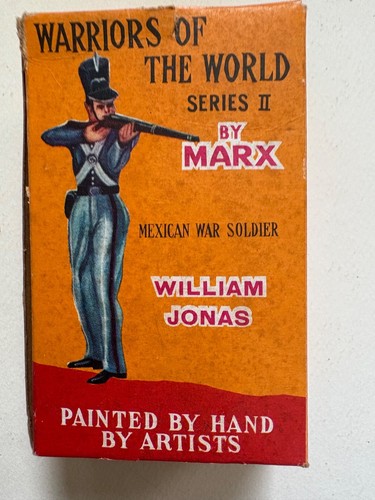 WARRIORS OF
THE WORLD
SERIES II
BY
MARX
MEXICAN WAR SOLDIER
WILLIAM
JONAS
PAINTED BY HAND
BY ARTISTS